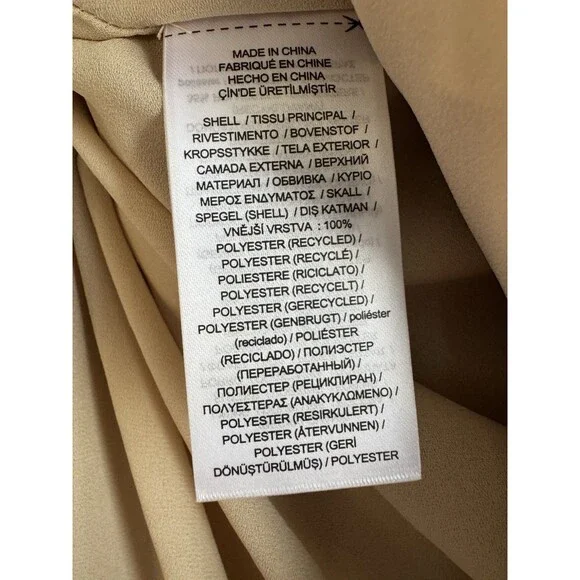 MADE IN CHINA
FABRIQUÉ EN CHINE
HECHO EN CHINA
ÇİN'DE ÜRETİLMİŞTİR
SHELL / TISSU PRINCIPAL /
RIVESTIMENTO / BOVENSTOF /
KROPSSTYKKE / TELA EXTERIOR /
CAMADA EXTERNA / ВЕРХНИЙ
МАТЕРИАЛ / ОБВИВКА / ΚΥΡΙΟ
ΜΕΡΟΣ ΕΝΔΥΜΑΤΟΣ / SKALL /
SPEGEL (SHELL) / DIŞ KATMAN /
VNĚJŠÍ VRSTVA : 100%
POLYESTER (RECYCLED) /
POLYESTER (RECYCLÉ) /
POLIESTERE (RICICLATO) /
POLYESTER (RECYCELT) /
POLYESTER (GERECYCLED) /
POLYESTER (GENBRUGT) / poliéster
(reciclado) / POLIÉSTER
(RECICLADO) / ПОЛИЭСТЕР
(ПЕРЕРАБОТАННЫЙ) /
ПОЛИЕСТЕР (РЕЦИКЛИРАН) /
ΠΟΛΥΕΣΤΕΡΑΣ (ΑΝΑΚΥΚΛΩΜΕΝΟ) /
POLYESTER (RESIRKULERT) /
POLYESTER (ÅTERVUNNEN) /
POLYESTER (GERİ
DÖNÜŞTÜRÜLMÜŞ) / POLYESTER